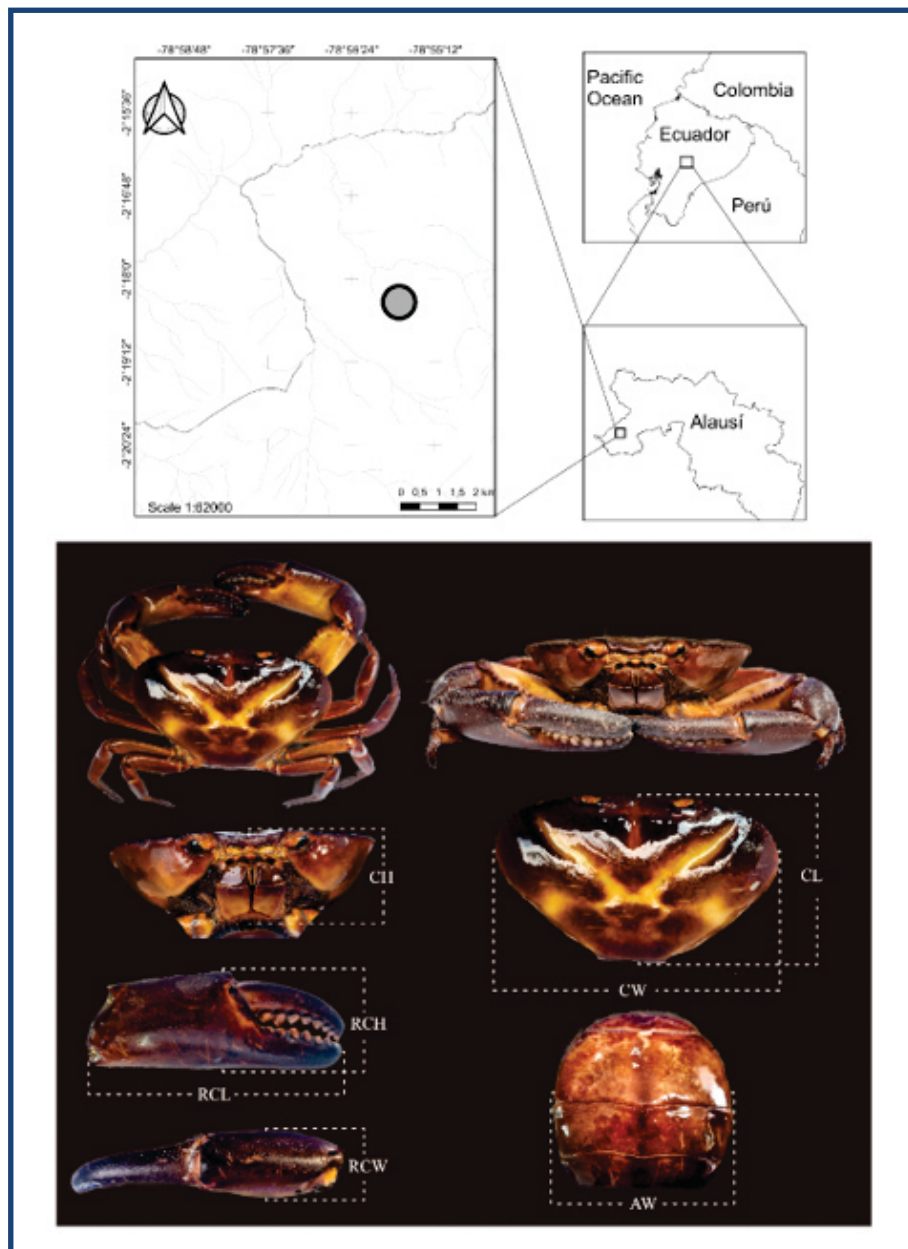 -78°58'48" -78°57'36" -78°59'24" -78°55'12"
-2°15'36"
-2°16'48"
-2°18'0"
-2°19'12"
-2°20'24"
0 0,5 1 1,5 2 km
Scale 1:62000
Pacific
Ocean
Colombia
Ecuador
Perú
Alausí
CH
CL
CW
RCH
RCL
RCW
AW